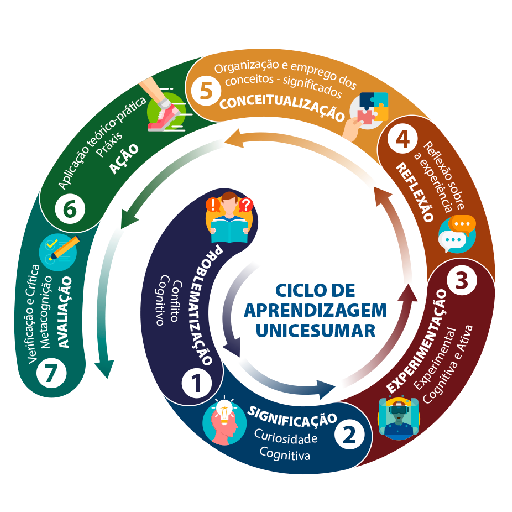 CICLO DE
APRENDIZAGEM
UNICESUMAR
1
PROBLEMATIZAÇÃO
Conflito
Cognitivo
! ?
2
SIGNIFICAÇÃO
Curiosidade
Cognitiva
3
EXPERIMENTAÇÃO
Experimental
Cognitiva e Ativa
4
Reflexão sobre
a experiência
REFLEXÃO
5
Organização e emprego dos
conceitos - significados
CONCEITUALIZAÇÃO
6
Aplicação teórico-prática
Práxis
AÇÃO
7
Verificação e Crítica
Metacognição
AVALIAÇÃO